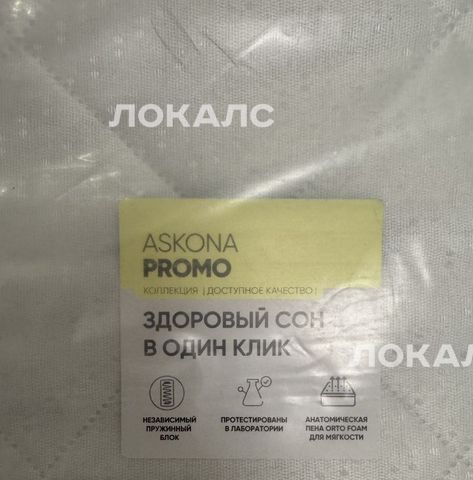 ЛОКАЛС
ASKONA
PROMO
КОЛЛЕКЦИЯ | ДОСТУПНОЕ КАЧЕСТВО |
ЗДОРОВЫЙ СОН
В ОДИН КЛИК
ЛОКАЛС
НЕЗАВИСИМЫЙ
ПРУЖИННЫЙ
БЛОК
ПРОТЕСТИРОВАНЫ
В ЛАБОРАТОРИИ
АНАТОМИЧЕСКАЯ
ПЕНА ORTO FOAM
ДЛЯ МЯГКОСТИ